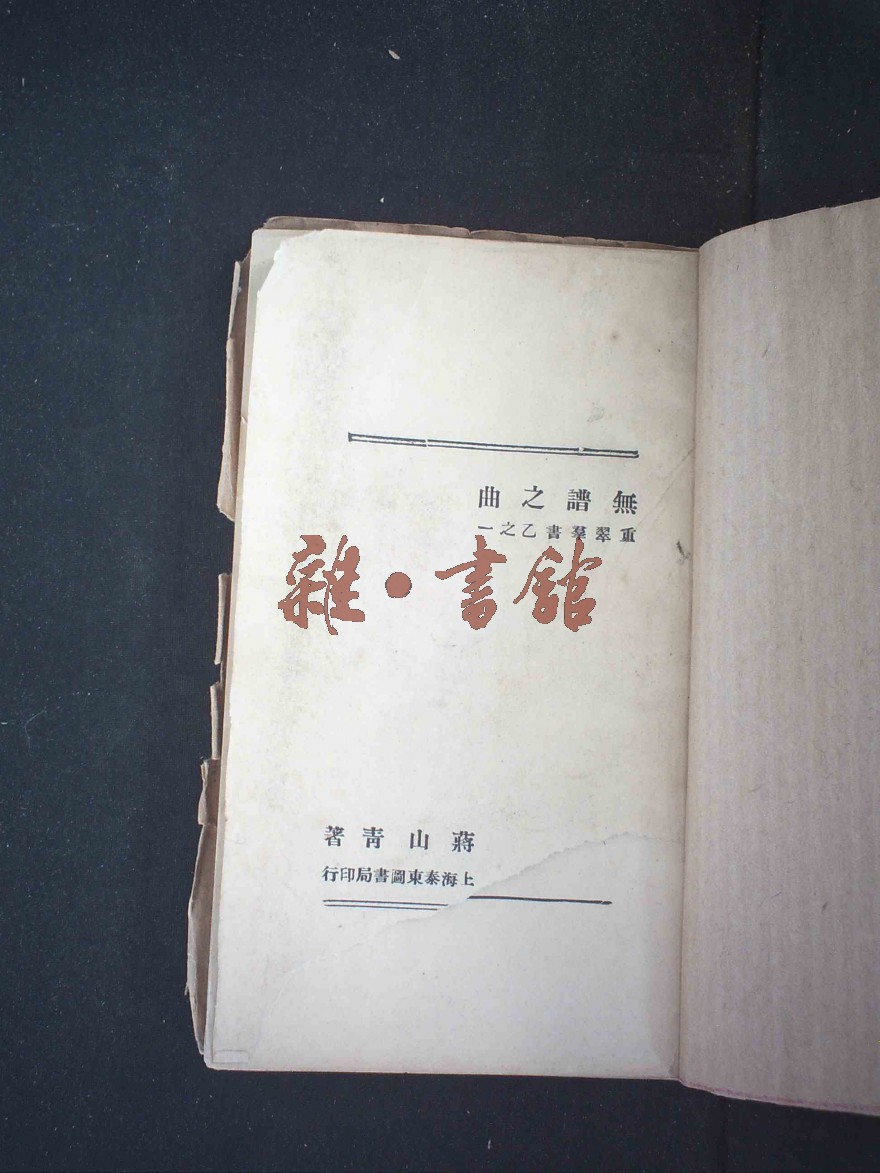 無譜之曲
重翠羣書乙之一
雜·書館
蔣山青著
上海泰東圖書局印行